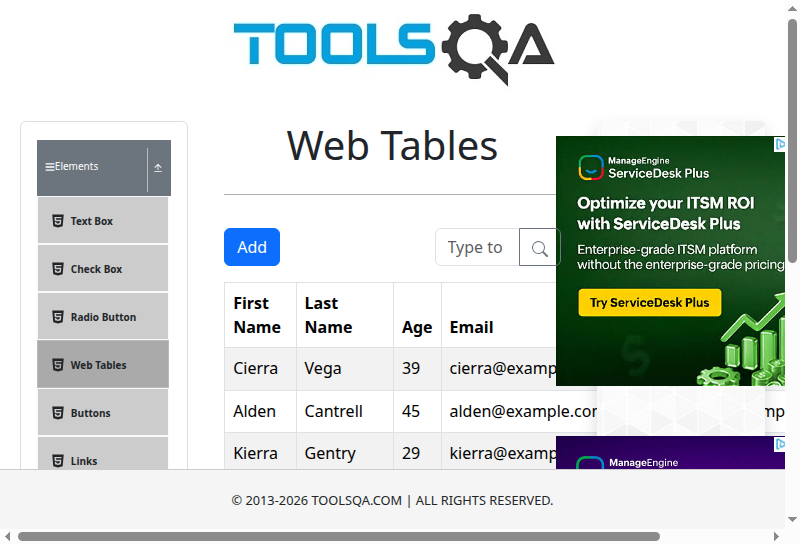 TOOLSQA
Elements
Text Box
Check Box
Radio Button
Web Tables
Buttons
Links
Web Tables
Add
Type to
First Name
Last Name
Age
Email
Cierra
Vega
39
cierra@examp
Alden
Cantrell
45
alden@example.com
Kierra
Gentry
29
kierra@examp
ManageEngine
ServiceDesk Plus
Optimize your ITSM ROI
with ServiceDesk Plus
Enterprise-grade ITSM platform
without the enterprise-grade pricing
Try ServiceDesk Plus
ManageEngine
© 2013-2026 TOOLSQA.COM | ALL RIGHTS RESERVED.